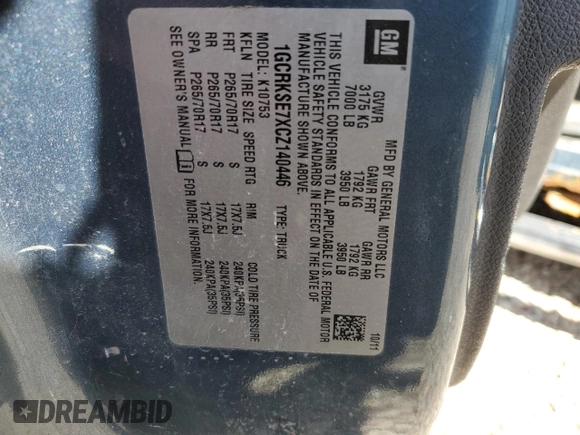 GM
MFD BY GENERAL MOTORS LLC
GVWR GAWR FRT GAWR RR
3175 KG 1792 KG 1792 KG
7000 LB 3950 LB 3950 LB
10/11
THIS VEHICLE CONFORMS TO ALL APPLICABLE U.S. FEDERAL MOTOR
VEHICLE SAFETY STANDARDS IN EFFECT ON THE DATE OF
MANUFACTURE SHOWN ABOVE.
1GCRKSE7XCZ140446 TYPE: TRUCK
MODEL: K10753
KFLN TIRE SIZE SPEED RTG RIM COLD TIRE PRESSURE
FRT P265/70R17 S 17X7.5J 240KPA(35PSI)
RR P265/70R17 S 17X7.5J 240KPA(35PSI)
SPA P265/70R17 S 17X7.5J 240KPA(35PSI)
SEE OWNER'S MANUAL FOR MORE INFORMATION.
DREAMBID